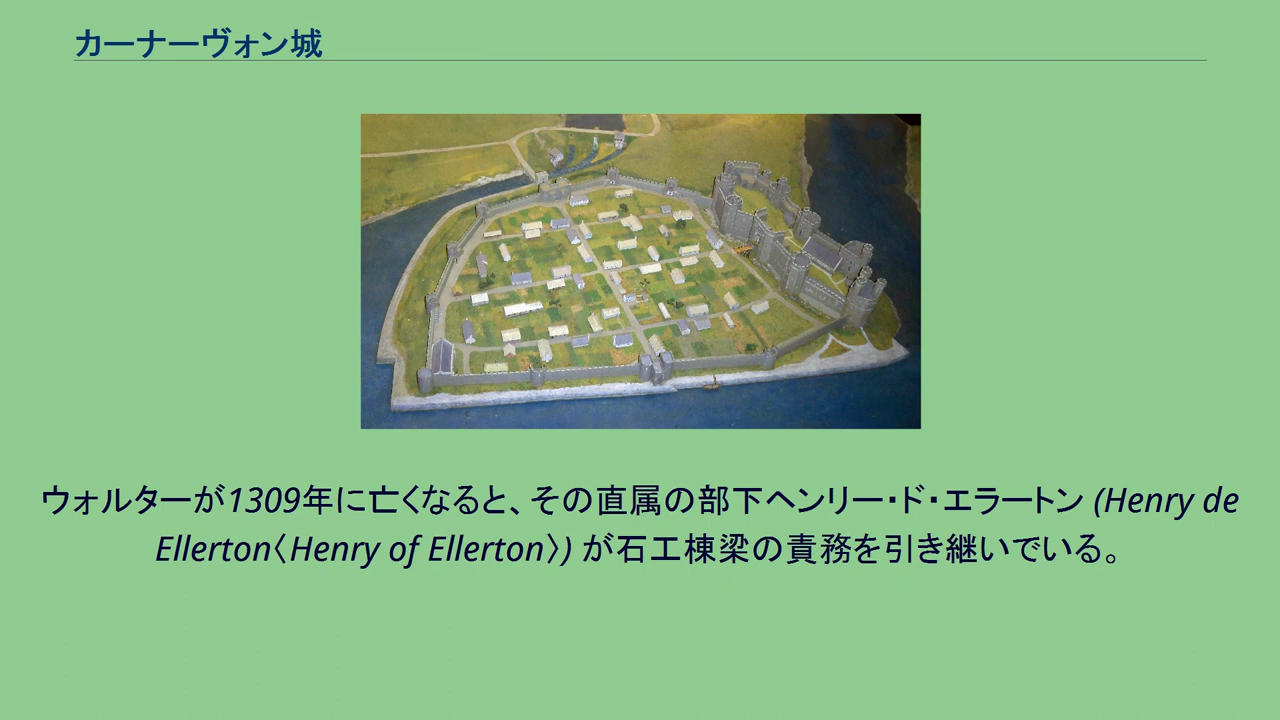 カーナーヴォン城
ウォルターが1309年に亡くなると、その直属の部下ヘンリー・ド・エラートン (Henry de
Ellerton〈Henry of Ellerton〉) が石工棟梁の責務を引き継いでいる。